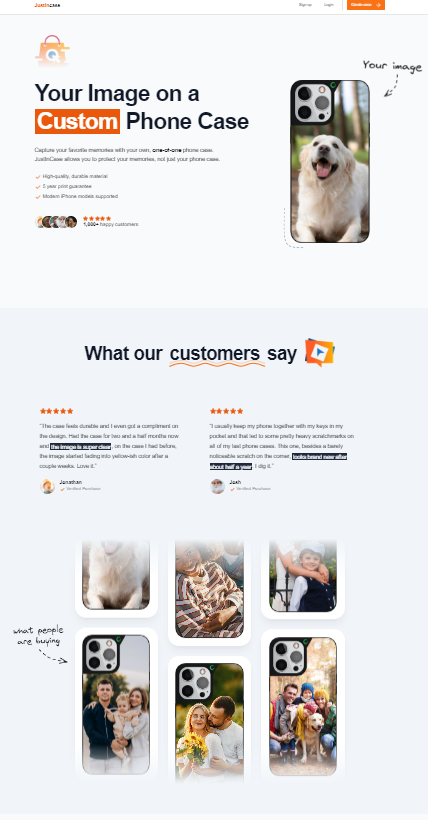 JustInCase
Sign up
Login
Your image
Your Image on a
Custom Phone Case
Capture your favorite memories with your own, one-of-one phone case.
JustInCase allows you to protect your memories, not just your phone case.
High-quality, durable material
5 year print guarantee
Modern iPhone models supported
happy customers
What our customers say
"The case feels durable and I even got a compliment on
the design. Had the case for two and a half months now
and the image is super clear, on the case I had before,
the image started fading into yellow-ish color after a
couple weeks. Love it."
Jonathan
Verified Purchase
"I usually keep my phone together with my keys in my
pocket and that led to some pretty heavy scratchmarks on
all of my last phone cases. This one, besides a barely
noticeable scratch on the corner, looks brand new after
about half a year. I dig it."
Josh
Verified Purchase
what people
are buying